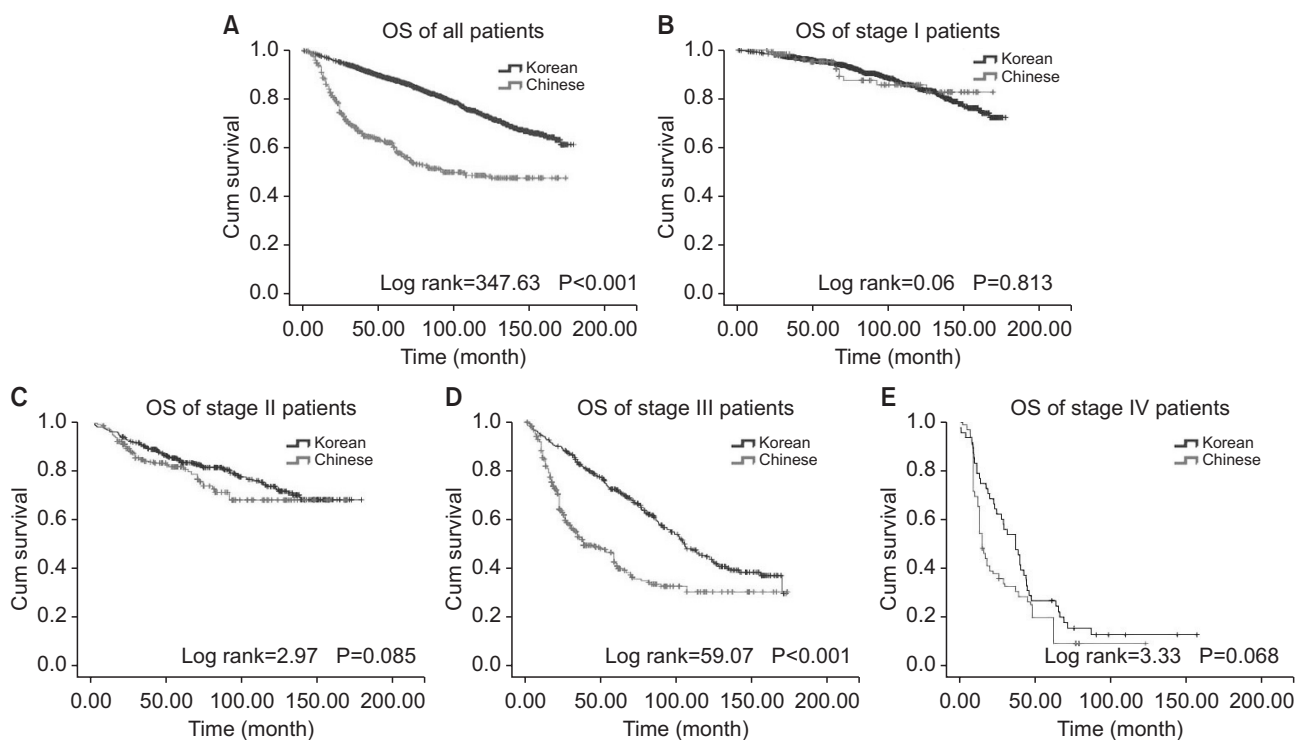 A
OS of all patients
1.0
0.8
0.6
0.4
0.2
0.0
Cum survival
Korean
Chinese
Log rank=347.63 P<0.001
0.00 50.00 100.00 150.00 200.00
Time (month)
B
OS of stage I patients
1.0
0.8
0.6
0.4
0.2
0.0
Cum survival
Korean
Chinese
Log rank=0.06 P=0.813
0.00 50.00 100.00 150.00 200.00
Time (month)
C
OS of stage II patients
1.0
0.8
0.6
0.4
0.2
0.0
Cum survival
Korean
Chinese
Log rank=2.97 P=0.085
0.00 50.00 100.00 150.00 200.00
Time (month)
D
OS of stage III patients
1.0
0.8
0.6
0.4
0.2
0.0
Cum survival
Korean
Chinese
Log rank=59.07 P<0.001
0.00 50.00 100.00 150.00 200.00
Time (month)
E
OS of stage IV patients
1.0
0.8
0.6
0.4
0.2
0.0
Cum survival
Korean
Chinese
Log rank=3.33 P=0.068
0.00 50.00 100.00 150.00 200.00
Time (month)